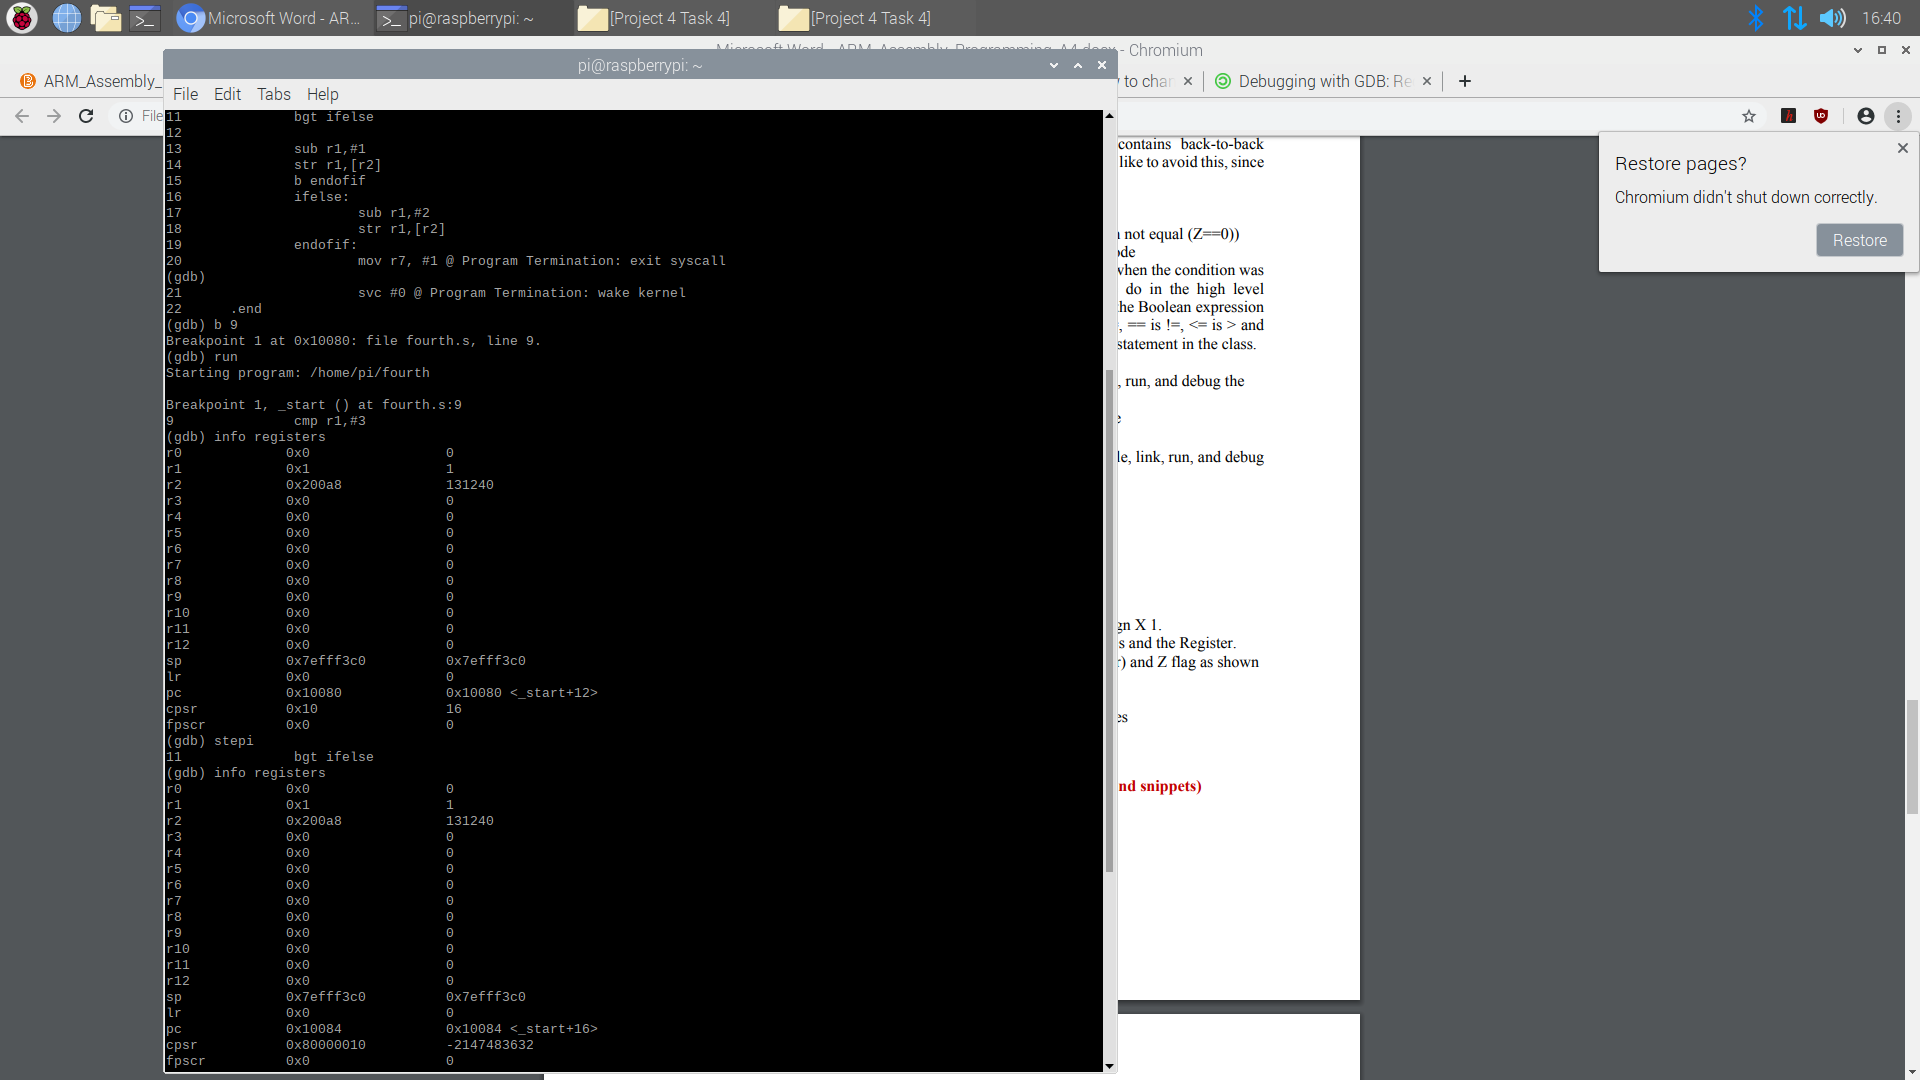 Microsoft Word - AR...
pi@raspberrypi: ~
[Project 4 Task 4]
[Project 4 Task 4]
16:40
- Chromium
pi@raspberrypi: ~
ARM_Assembly_
to char
Debugging with GDB: Re
File Edit Tabs Help
File
11 bgt ifelse
12
13 sub r1,#1
14 str r1,[r2]
15 b endofif
16 ifelse:
17 sub r1,#2
18 str r1,[r2]
19 endofif:
20 mov r7, #1 @ Program Termination: exit syscall
(gdb)
21 svc #0 @ Program Termination: wake kernel
22 .end
(gdb) b 9
Breakpoint 1 at 0x10080: file fourth.s, line 9.
(gdb) run
Starting program: /home/pi/fourth
Breakpoint 1, _start () at fourth.s:9
9 cmp r1,#3
(gdb) info registers
r0 0x0 0
r1 0x1 1
r2 0x200a8 131240
r3 0x0 0
r4 0x0 0
r5 0x0 0
r6 0x0 0
r7 0x0 0
r8 0x0 0
r9 0x0 0
r10 0x0 0
r11 0x0 0
r12 0x0 0
sp 0x7efff3c0 0x7efff3c0
lr 0x0 0
pc 0x10080 0x10080 <_start+12>
cpsr 0x10 16
fpscr 0x0 0
(gdb) stepi
11 bgt ifelse
(gdb) info registers
r0 0x0 0
r1 0x1 1
r2 0x200a8 131240
r3 0x0 0
r4 0x0 0
r5 0x0 0
r6 0x0 0
r7 0x0 0
r8 0x0 0
r9 0x0 0
r10 0x0 0
r11 0x0 0
r12 0x0 0
sp 0x7efff3c0 0x7efff3c0
lr 0x0 0
pc 0x10084 0x10084 <_start+16>
cpsr 0x80000010 -2147483632
fpscr 0x0 0
contains back-to-back
like to avoid this, since
not equal (Z==0))
ode
when the condition was
do in the high level
the Boolean expression
, == is !=, <= is > and
statement in the class.
, run, and debug the
e
le, link, run, and debug
gn X 1.
s and the Register.
r) and Z flag as shown
es
nd snippets)
Restore pages?
Chromium didn't shut down correctly.
Restore